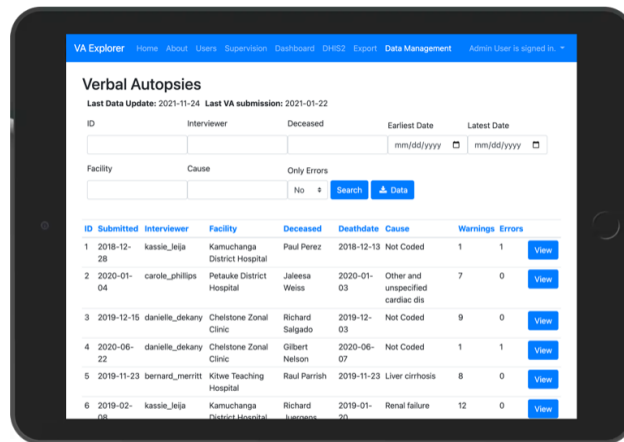 VA Explorer Home About Users Supervision Dashboard DHIS2 Export Data Management Admin User is signed in.
Verbal Autopsies
Last Data Update: 2021-11-24 Last VA submission: 2021-01-22
ID Interviewer Deceased Earliest Date Latest Date
mm/dd/yyyy mm/dd/yyyy
Facility Cause Only Errors
No Search Data
ID Submitted Interviewer Facility Deceased Deathdate Cause Warnings Errors
1 2018-12- kassie_leija Kamuchanga Paul Perez 2018-12-13 Not Coded 1 1 View
28 District Hospital
2 2020-01- carole_phillips Petauke District Jaleesa 2020-01- Other and 7 0 View
04 Hospital Weiss 03 unspecified
cardiac dis
3 2019-12-15 danielle_dekany Chelstone Zonal Richard 2019-12- Not Coded 9 0 View
Clinic Salgado 03
4 2020-06- danielle_dekany Chelstone Zonal Gilbert 2020-06- Not Coded 1 1 View
22 Clinic Nelson 07
5 2019-11-23 bernard_merritt Kitwe Teaching Raul Parrish 2019-11-23 Liver cirrhosis 8 0 View
Hospital
6 2019-02- kassie_leija Kamuchanga Richard 2019-01- Renal failure 12 0 View
08 District Hospital Juergens 20